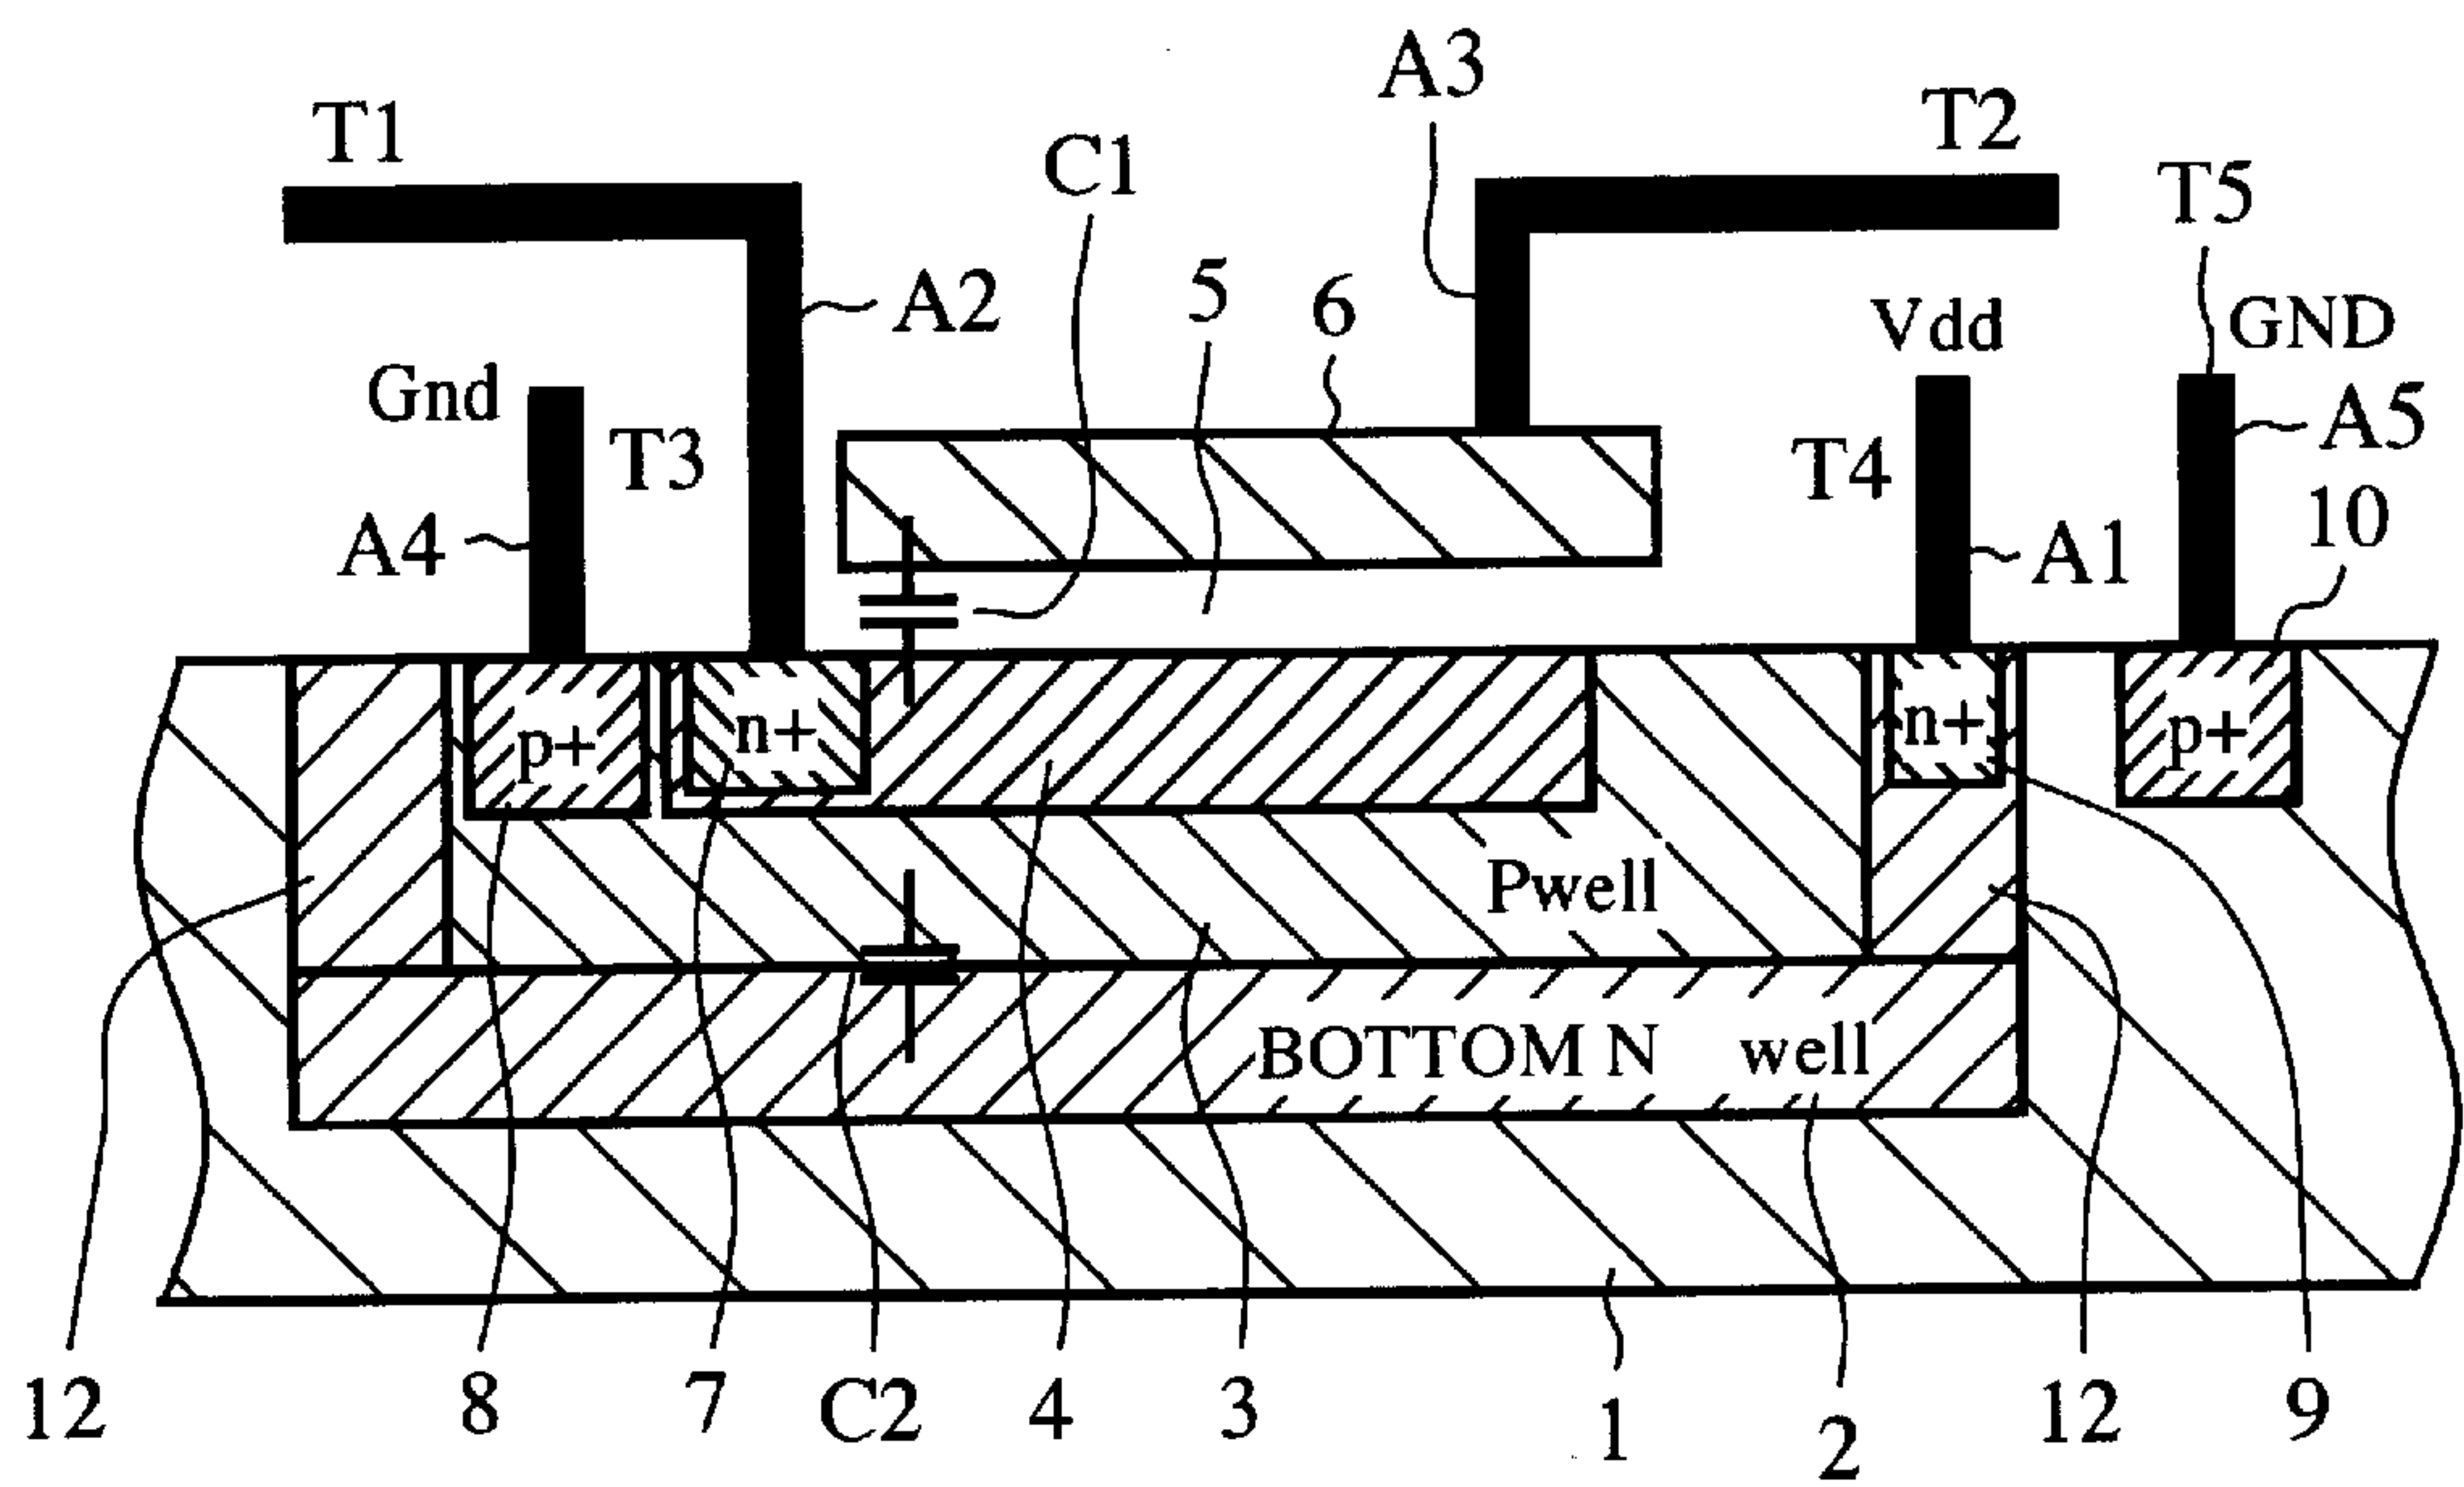 A3
T1
T2
C1
T5
5
6
A2
Vdd
GND
Gnd
T3
T4
A5
A4
A1
10
p+
n+
n+
p+
Pwell
BOTTOM N well
12
8
7
C2
4
3
1
2
12
9